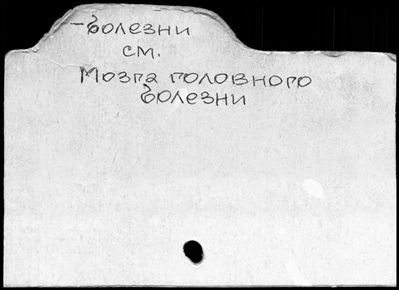 - Болезни
см.
Мозга головного
Болезни